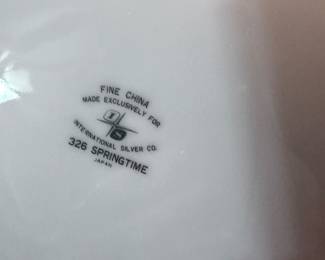 FINE CHINA
MADE EXCLUSIVELY FOR
I
S
INTERNATIONAL SILVER CO.
326 SPRINGTIME
JAPAN